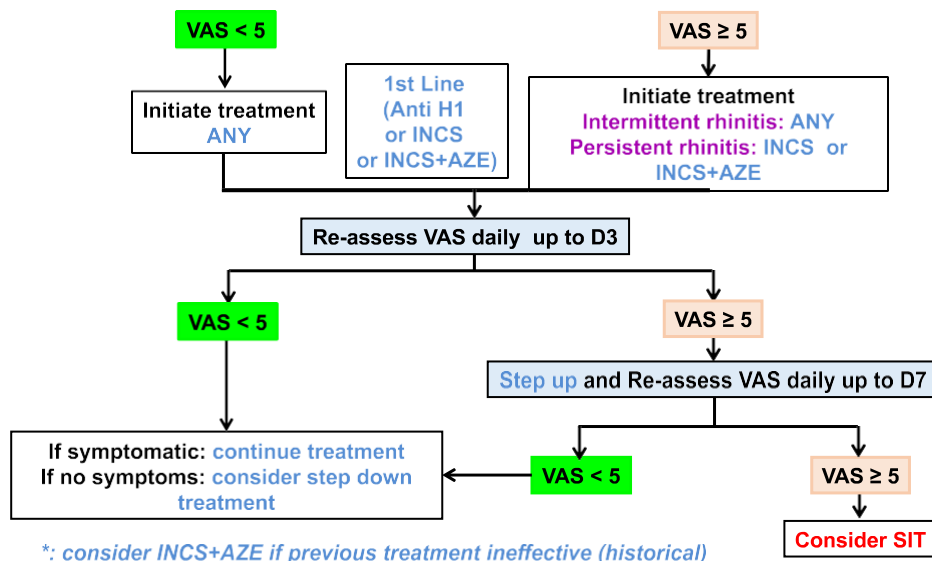 VAS < 5
VAS ≥ 5
Initiate treatment
ANY
1st Line
(Anti H1
or INCS
or INCS+AZE)
Initiate treatment
Intermittent rhinitis: ANY
Persistent rhinitis: INCS or
INCS+AZE
Re-assess VAS daily up to D3
VAS < 5
VAS ≥ 5
Step up and Re-assess VAS daily up to D7
If symptomatic: continue treatment
If no symptoms: consider step down
treatment
VAS < 5
VAS ≥ 5
Consider SIT
*: consider INCS+AZE if previous treatment ineffective (historical)